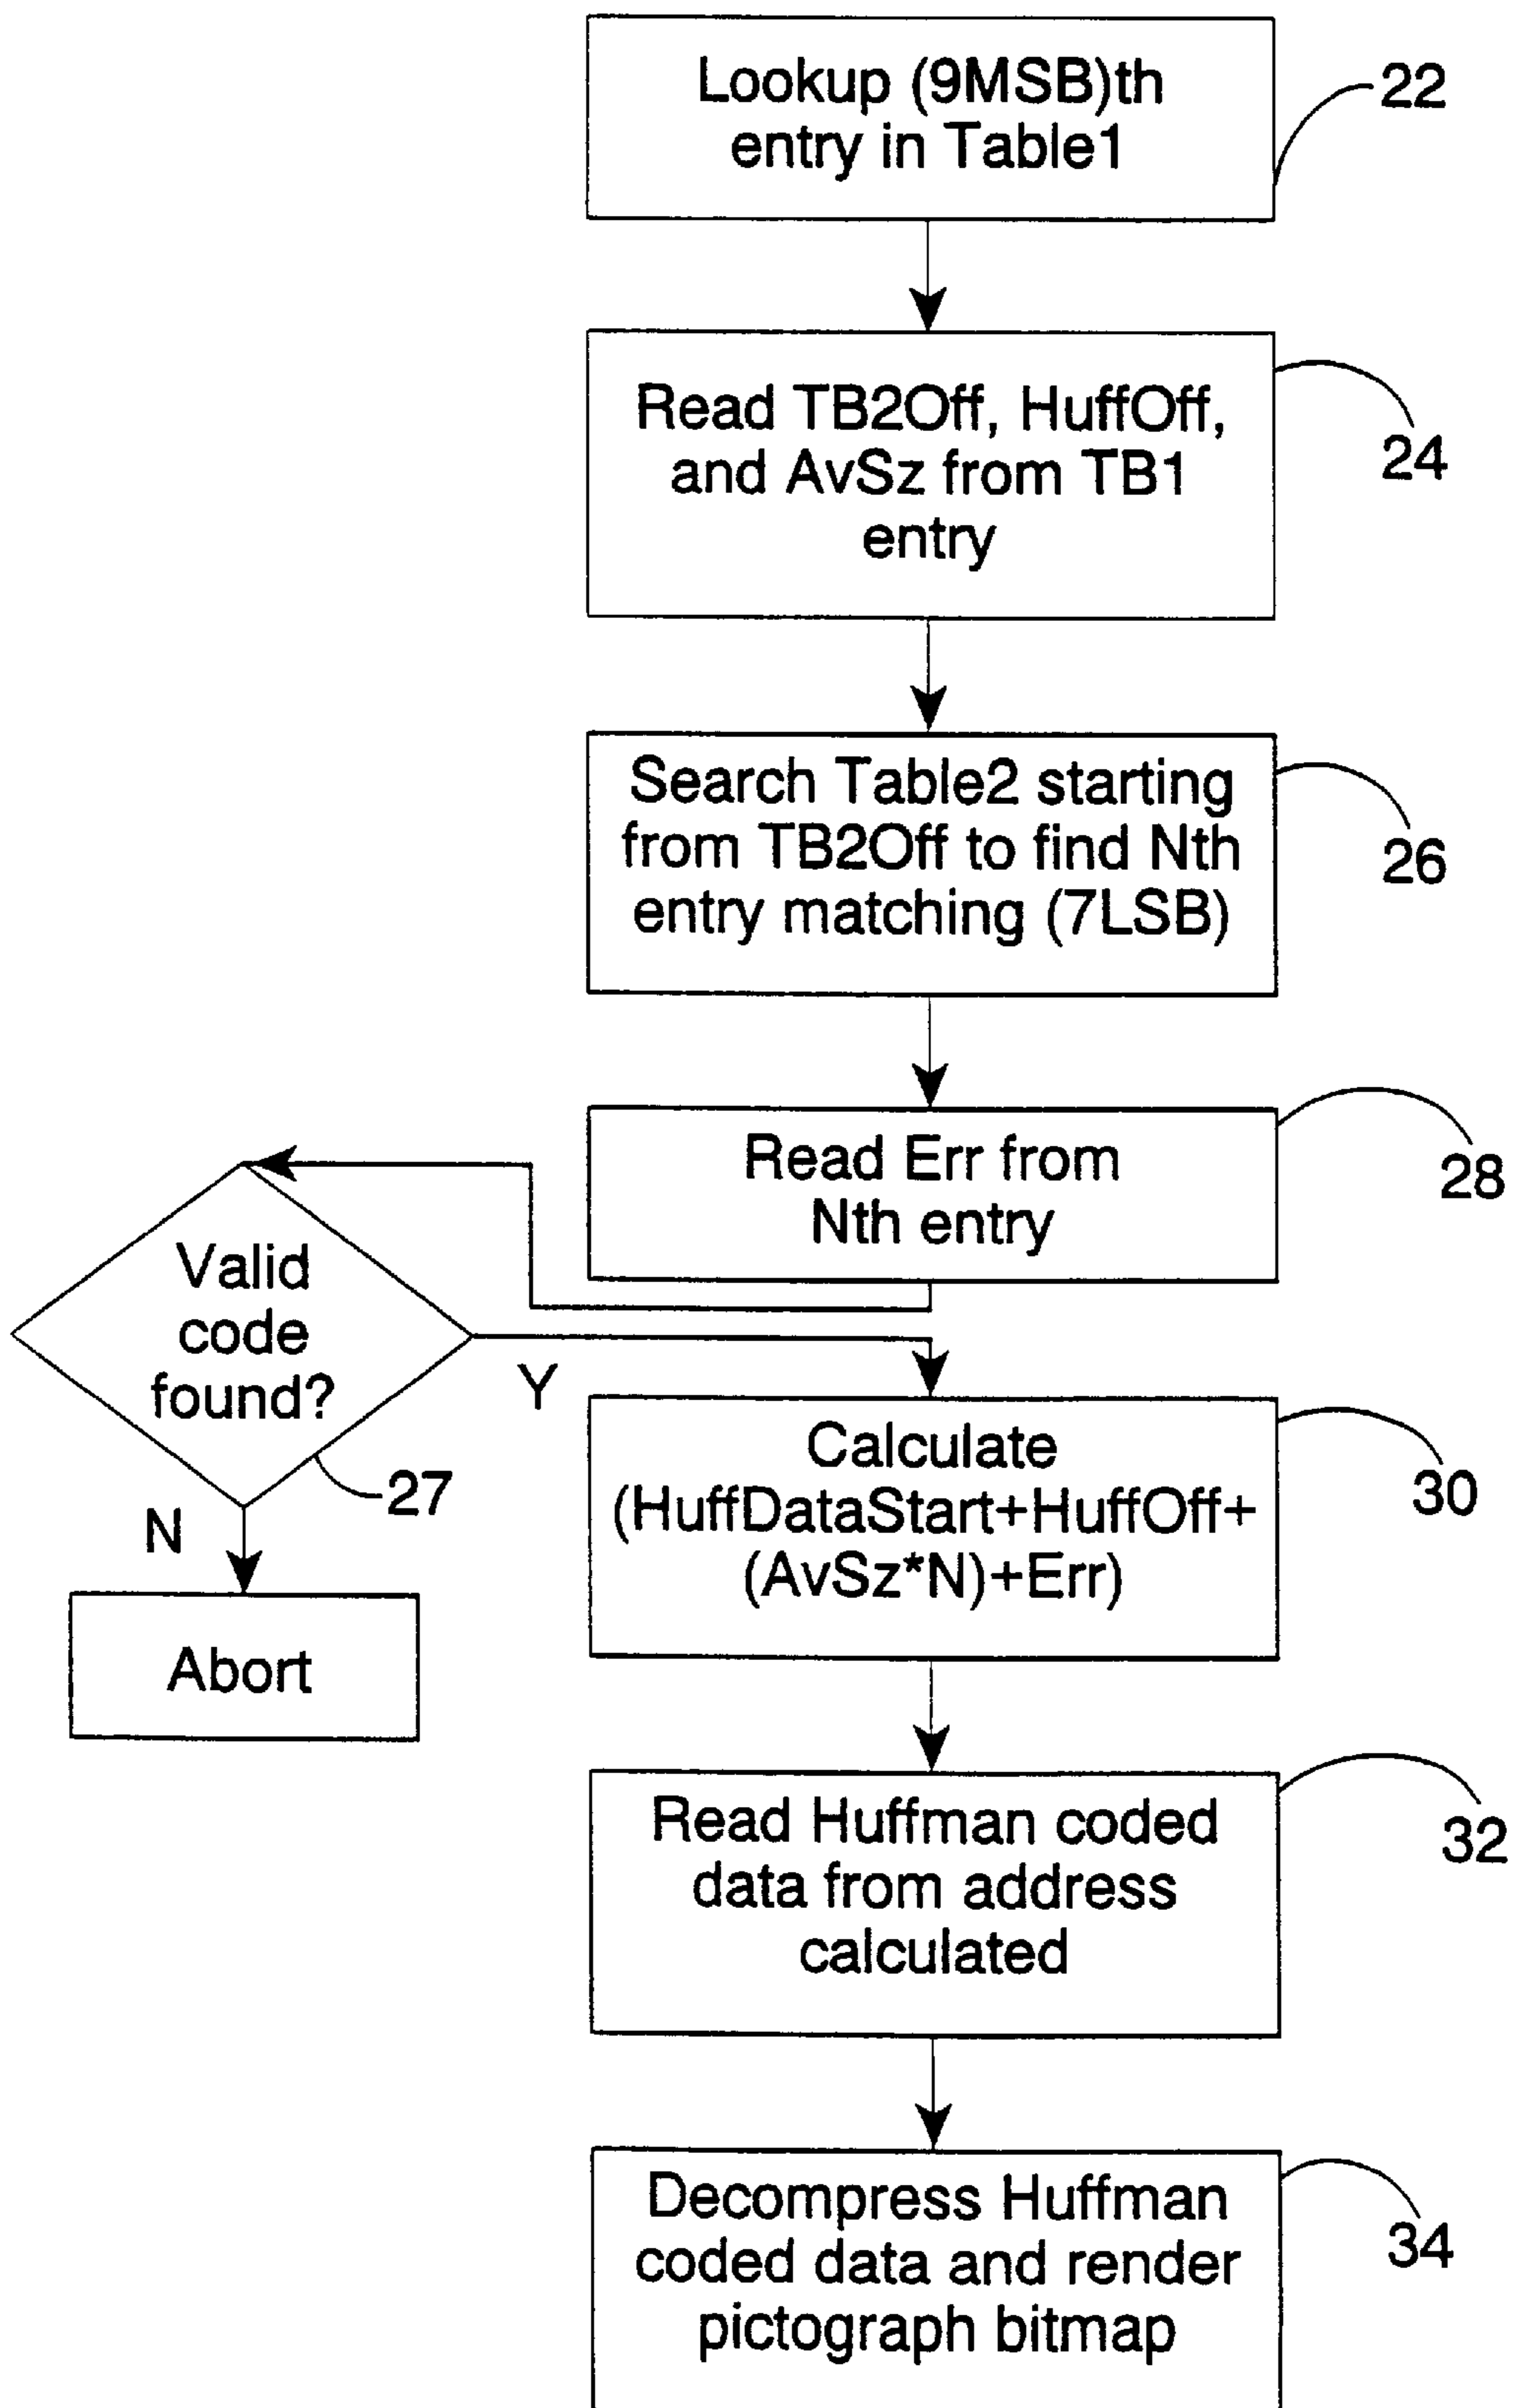 Lookup (9MSB)th
entry in Table1
22
Read TB2Off, HuffOff,
and AvSz from TB1
entry
24
Search Table2 starting
from TB2Off to find Nth
entry matching (7LSB)
26
Read Err from
Nth entry
28
Valid
code
found?
27
Y
N
Abort
Calculate
(HuffDataStart+HuffOff+
(AvSz*N)+Err)
30
Read Huffman coded
data from address
calculated
32
Decompress Huffman
coded data and render
pictograph bitmap
34